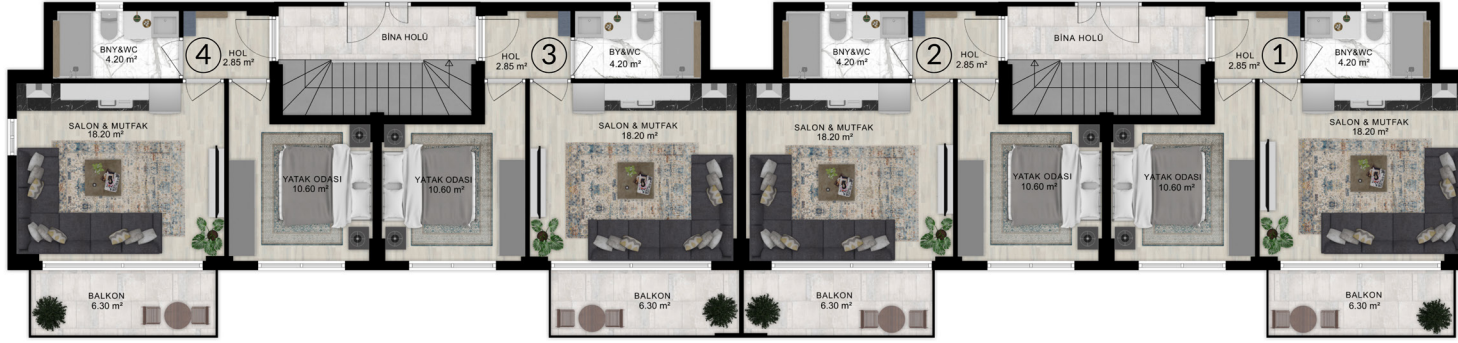 BNY&WC
4.20 m²
4
HOL
2.85 m²
BİNA HOLÜ
HOL
2.85 m²
3
BY&WC
4.20 m²
BNY&WC
4.20 m²
2
HOL
2.85 m²
BİNA HOLÜ
HOL
2.85 m²
1
BNY&WC
4.20 m²
SALON & MUTFAK
18.20 m²
YATAK ODASI
10.60 m²
YATAK ODASI
10.60 m²
SALON & MUTFAK
18.20 m²
SALON & MUTFAK
18.20 m²
YATAK ODASI
10.60 m²
YATAK ODASI
10.60 m²
SALON & MUTFAK
18.20 m²
BALKON
6.30 m²
BALKON
6.30 m²
BALKON
6.30 m²
BALKON
6.30 m²